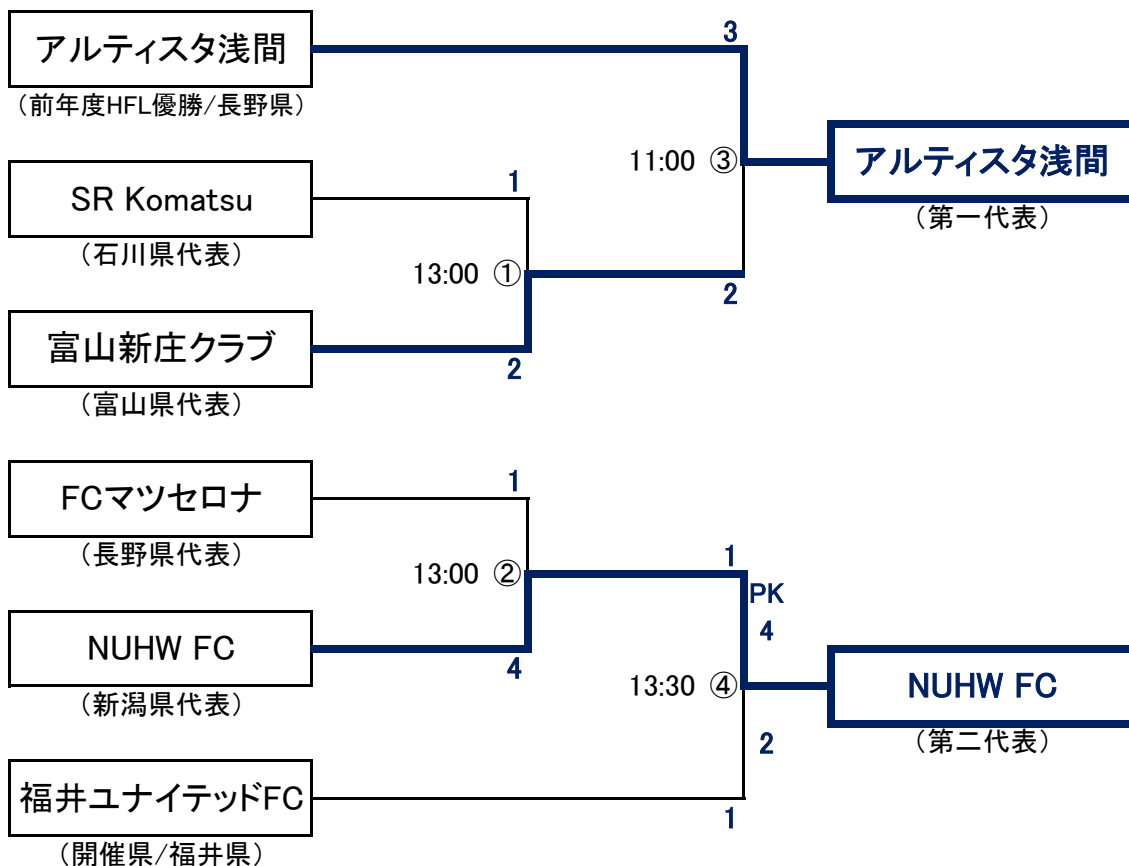 アルティスタ浅間
(前年度HFL優勝/長野県)
3
11:00 ③
アルティスタ浅間
(第一代表)
SR Komatsu
(石川県代表)
1
13:00 ①
2
富山新庄クラブ
(富山県代表)
2
FCマツセロナ
(長野県代表)
1
13:00 ②
1
PK
4
NUHW FC
(新潟県代表)
4
13:30 ④
NUHW FC
(第二代表)
2
福井ユナイテッドFC
(開催県/福井県)
1